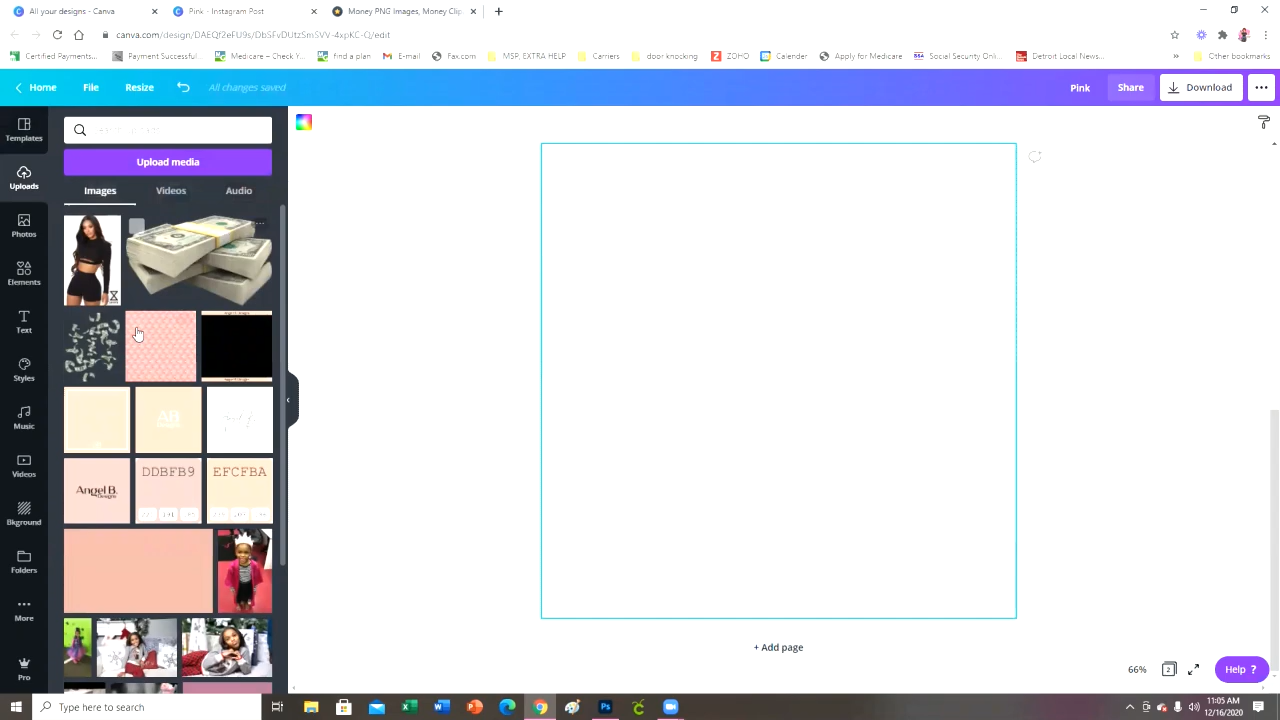 All your designs - Canva
Pink - Instagram Post
Money PNG Images, Money Clip
canva.com/design/
/edit
Certified Payments...
Payment Successful...
Medicare – Check Y...
find a plan
E-mail
Fax.com
MSP, EXTRA HELP
Carriers
door knocking
ZOHO
Calender
Apply for Medicare
Social Security Onli...
Detroit Local News...
»
Other bookmarks
Home
File
Resize
All changes saved
Pink
Share
Download
Templates
Upload media
Uploads
Images
Videos
Audio
Photos
Elements
Text
Styles
Music
AB
Videos
Angel B.
Designs
DDBFB9
EFCFBA
Bkground
Folders
More
+ Add page
Pro
66%
2
Help ?
Type here to search
11:05 AM
12/16/2020